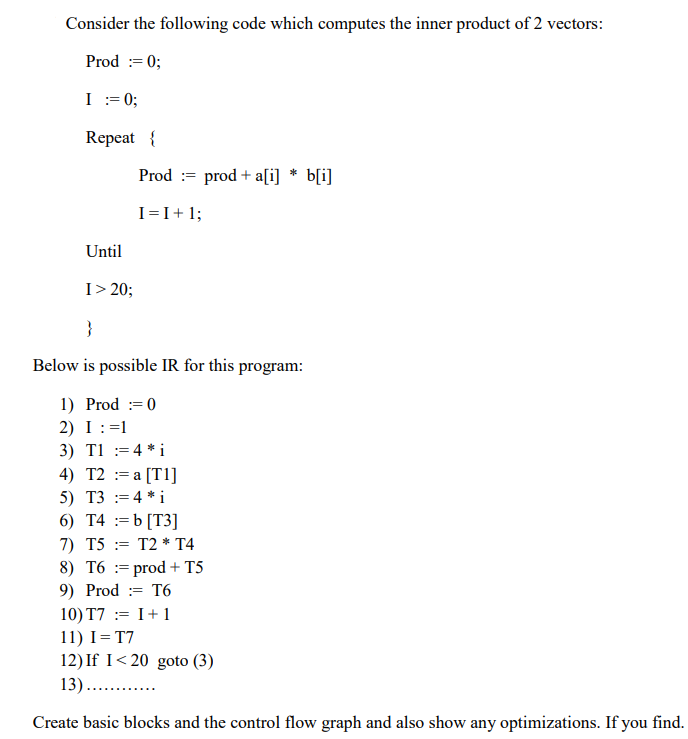 Consider the following code which computes the inner product of 2 vectors:
Prod := 0;
I := 0;
Repeat {
Prod := prod + a[i] * b[i]
I = I + 1;
Until
I > 20;
}
Below is possible IR for this program:
1) Prod := 0
2) I : =1
3) T1 := 4 * i
4) T2 := a [T1]
5) T3 := 4 * i
6) T4 := b [T3]
7) T5 := T2 * T4
8) T6 := prod + T5
9) Prod := T6
10) T7 := I + 1
11) I = T7
12) If I < 20 goto (3)
13) …………
Create basic blocks and the control flow graph and also show any optimizations. If you find.